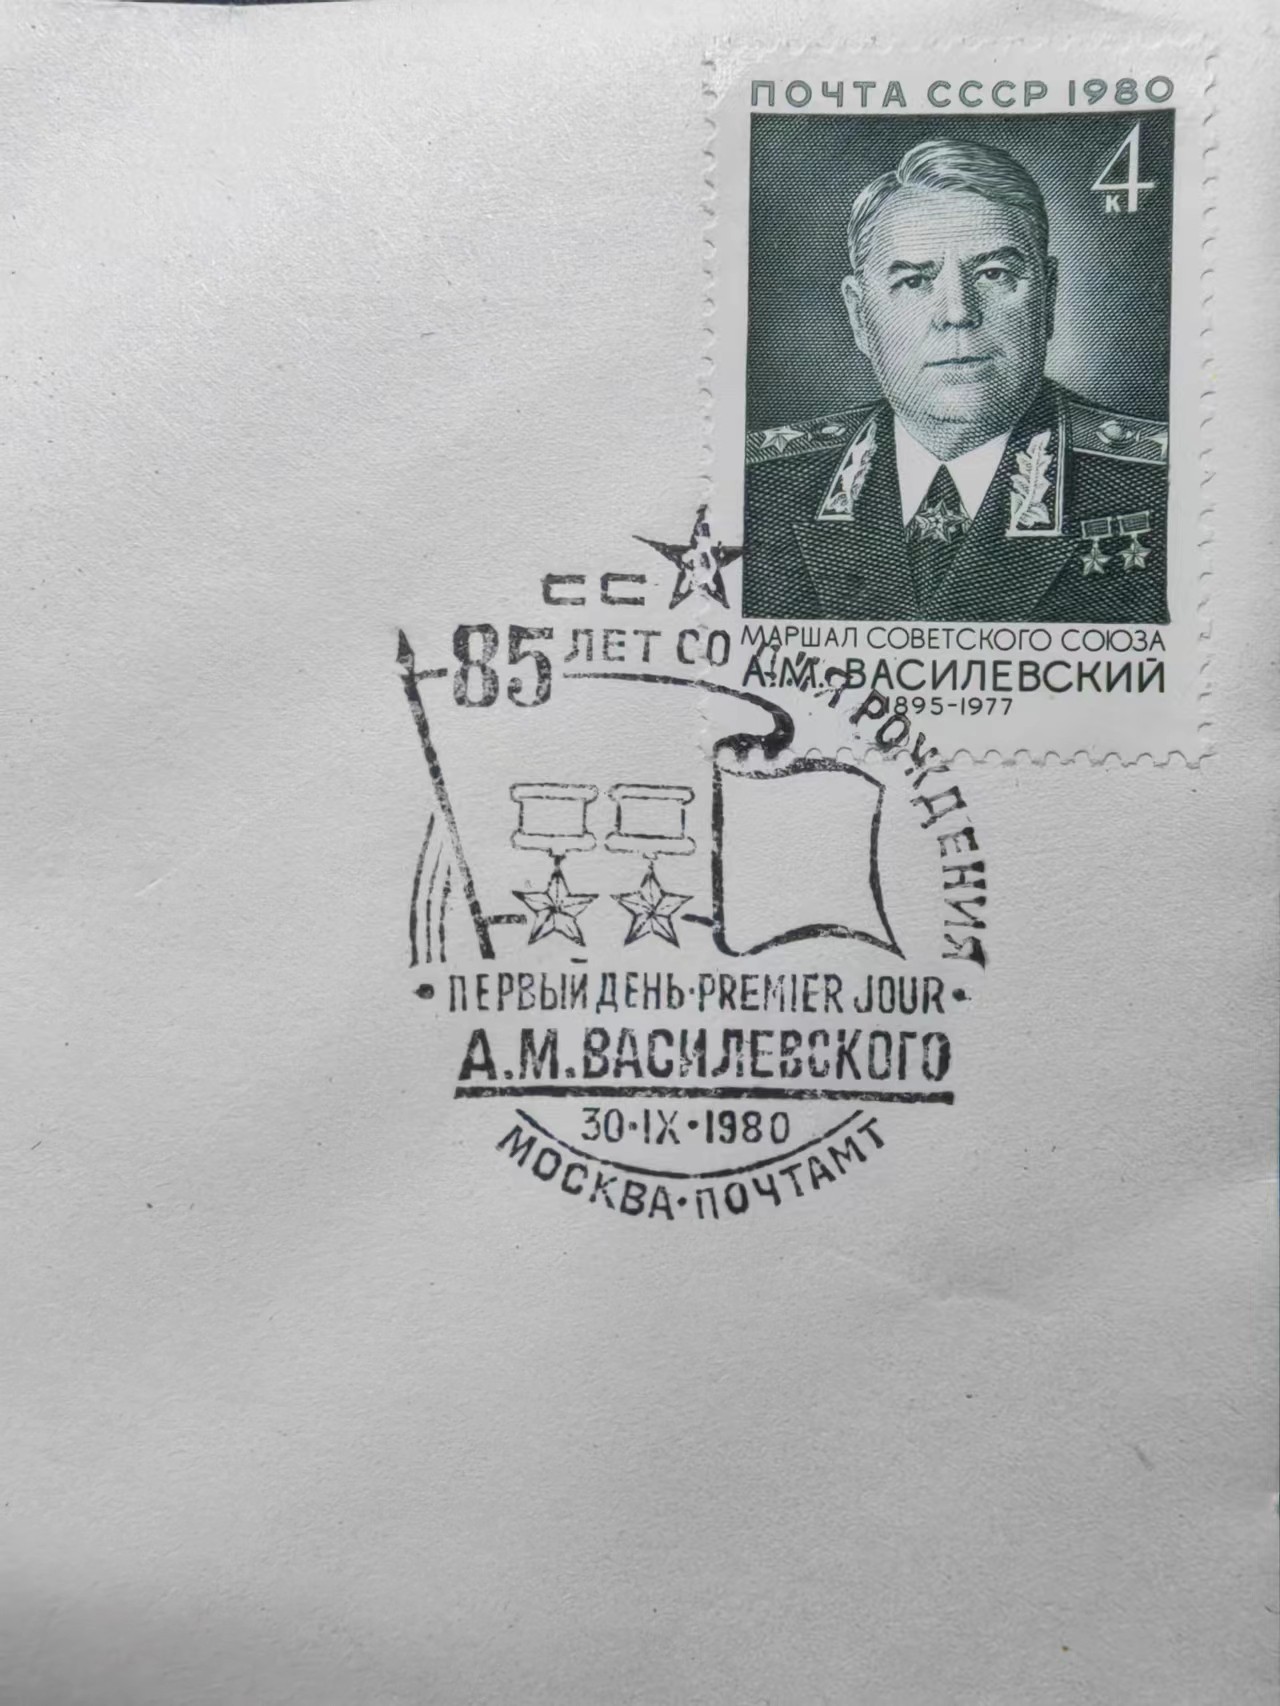 ПОЧТА СССР 1980
4
К
МАРШАЛ СОВЕТСКОГО СОЮЗА
А.М. ВАСИЛЕВСКИЙ
1895-1977
СС
85 ЛЕТ СО ДНЯ РОЖДЕНИЯ
• ПЕРВЫЙ ДЕНЬ • PREMIER JOUR •
А.М.ВАСИЛЕВСКОГО
30•IX•1980
МОСКВА•ПОЧТАМТ